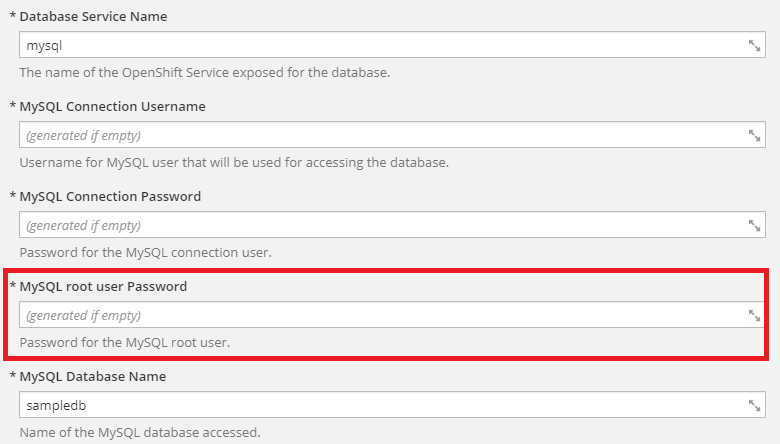 * Database Service Name
mysql
The name of the OpenShift Service exposed for the database.
* MySQL Connection Username
(generated if empty)
Username for MySQL user that will be used for accessing the database.
* MySQL Connection Password
(generated if empty)
Password for the MySQL connection user.
* MySQL root user Password
(generated if empty)
Password for the MySQL root user.
* MySQL Database Name
sampledb
Name of the MySQL database accessed.